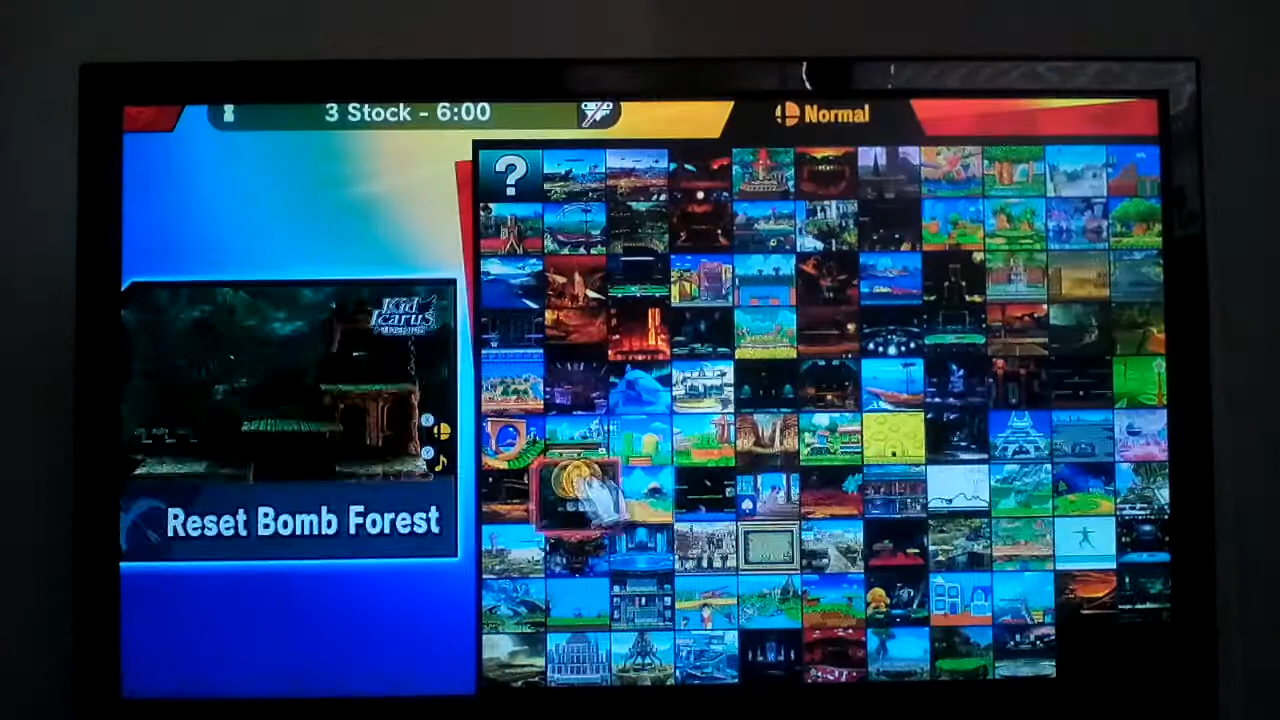 3 Stock - 6:00
Normal
?
Kid
Icarus
Reset Bomb Forest